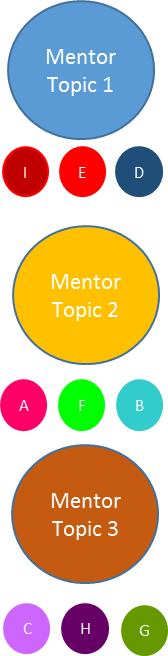 Mentor
Topic 1
I E D
Mentor
Topic 2
A F B
Mentor
Topic 3
C H G